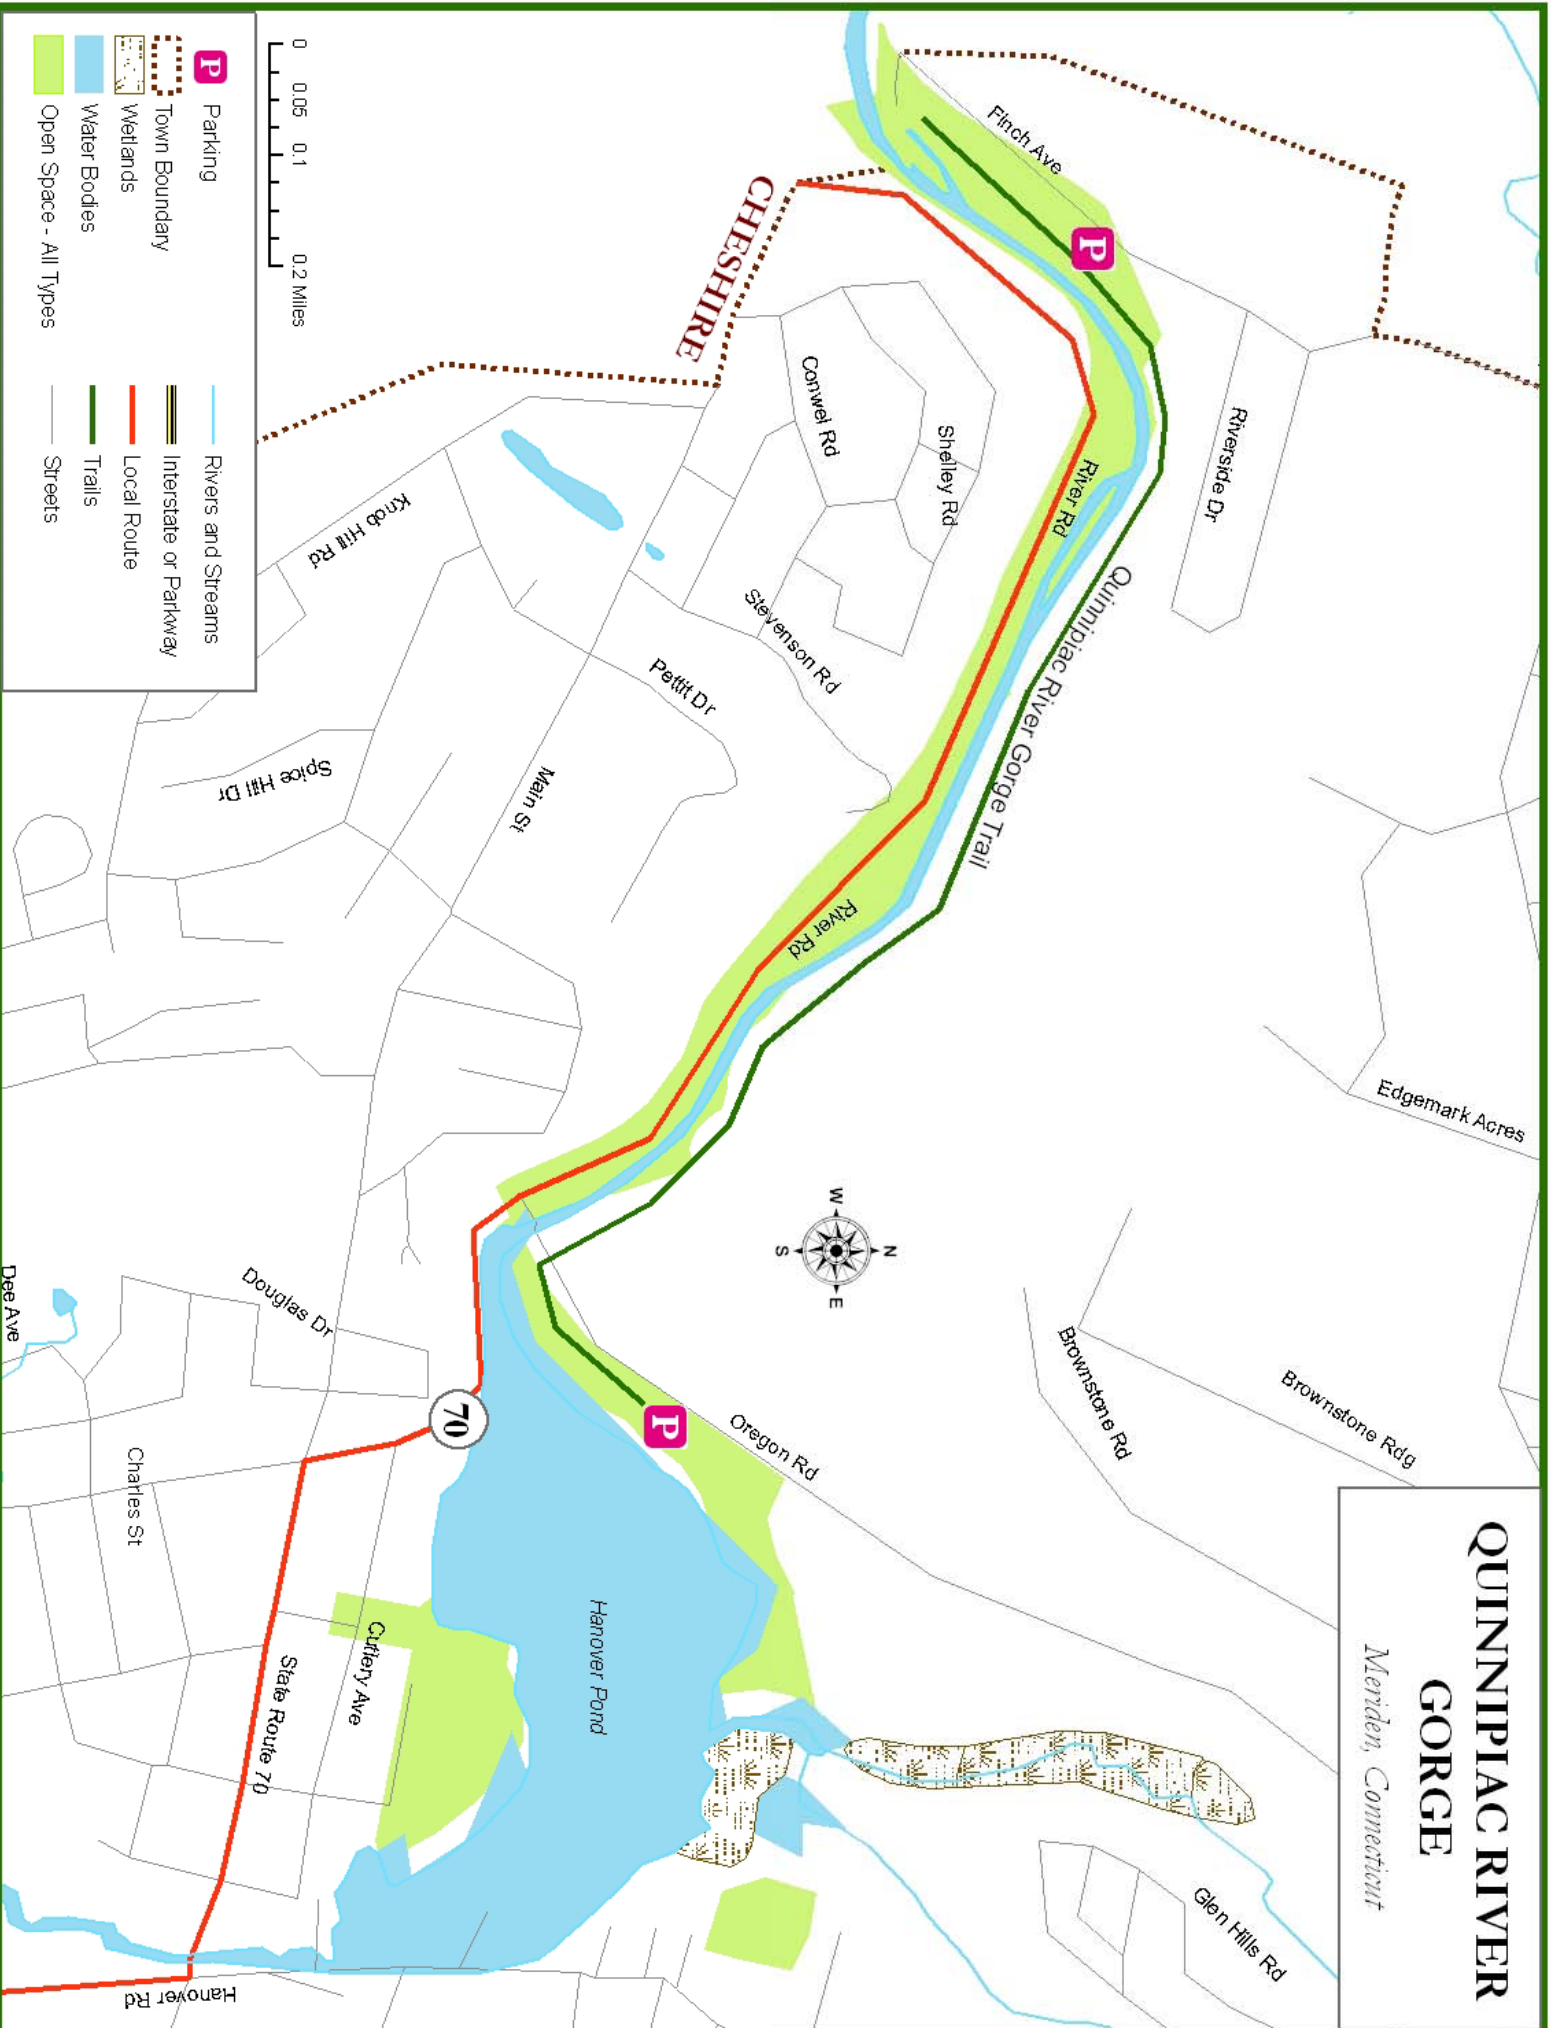 QUINNIPIAC RIVER
GORGE
Meriden, Connecticut
Finch Ave
P
Riverside Dr
Edgemark Acres
Brownstone Rdg
Brownstone Rd
Glen Hills Rd
Quinnipiac River Gorge Trail
River Rd
River Rd
Shelley Rd
Conwel Rd
CHESHIRE
Stevenson Rd
Pettit Dr
Main St
Knob Hill Rd
Spice Hill Dr
N
W
E
S
Oregon Rd
P
Hanover Pond
70
Douglas Dr
Dee Ave
Charles St
Cutlery Ave
State Route 70
Hanover Rd
0 0.05 0.1 0.2 Miles
P Parking
Town Boundary
Wetlands
Water Bodies
Open Space - All Types
Rivers and Streams
Interstate or Parkway
Local Route
Trails
Streets